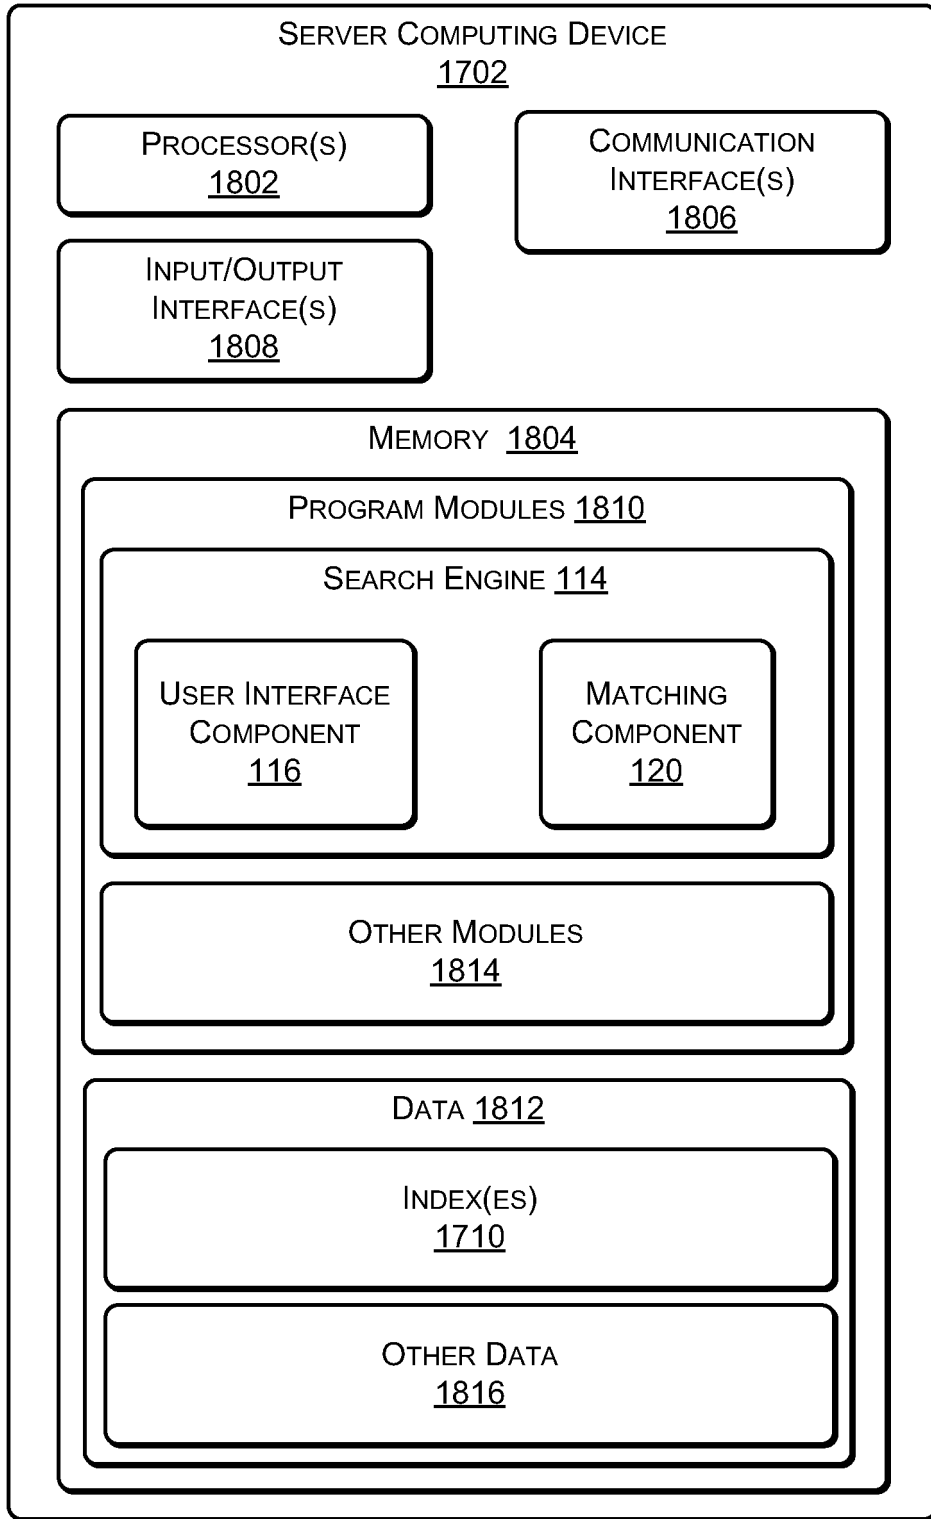 SERVER COMPUTING DEVICE
1702
PROCESSOR(S)
1802
COMMUNICATION
INTERFACE(S)
1806
INPUT/OUTPUT
INTERFACE(S)
1808
MEMORY 1804
PROGRAM MODULES 1810
SEARCH ENGINE 114
USER INTERFACE
COMPONENT
116
MATCHING
COMPONENT
120
OTHER MODULES
1814
DATA 1812
INDEX(ES)
1710
OTHER DATA
1816